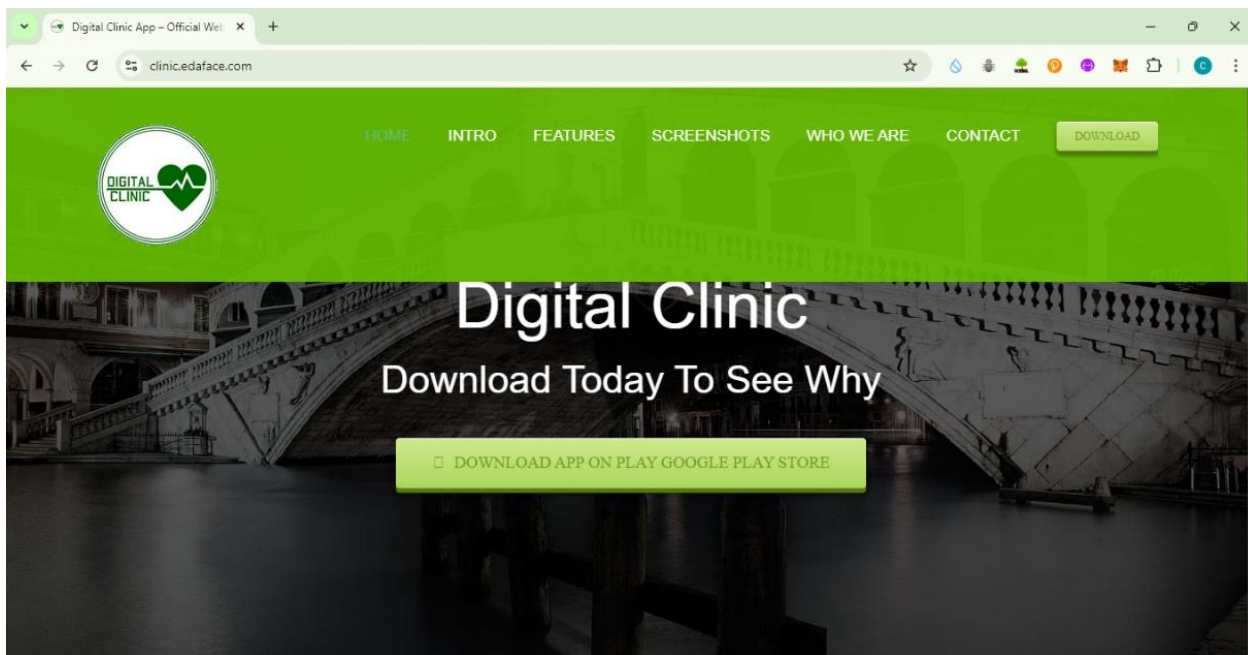 Digital Clinic App – Official Web
clinic.edaface.com
C
HOME INTRO FEATURES SCREENSHOTS WHO WE ARE CONTACT DOWNLOAD
DIGITAL
CLINIC
Digital Clinic
Download Today To See Why
DOWNLOAD APP ON PLAY GOOGLE PLAY STORE